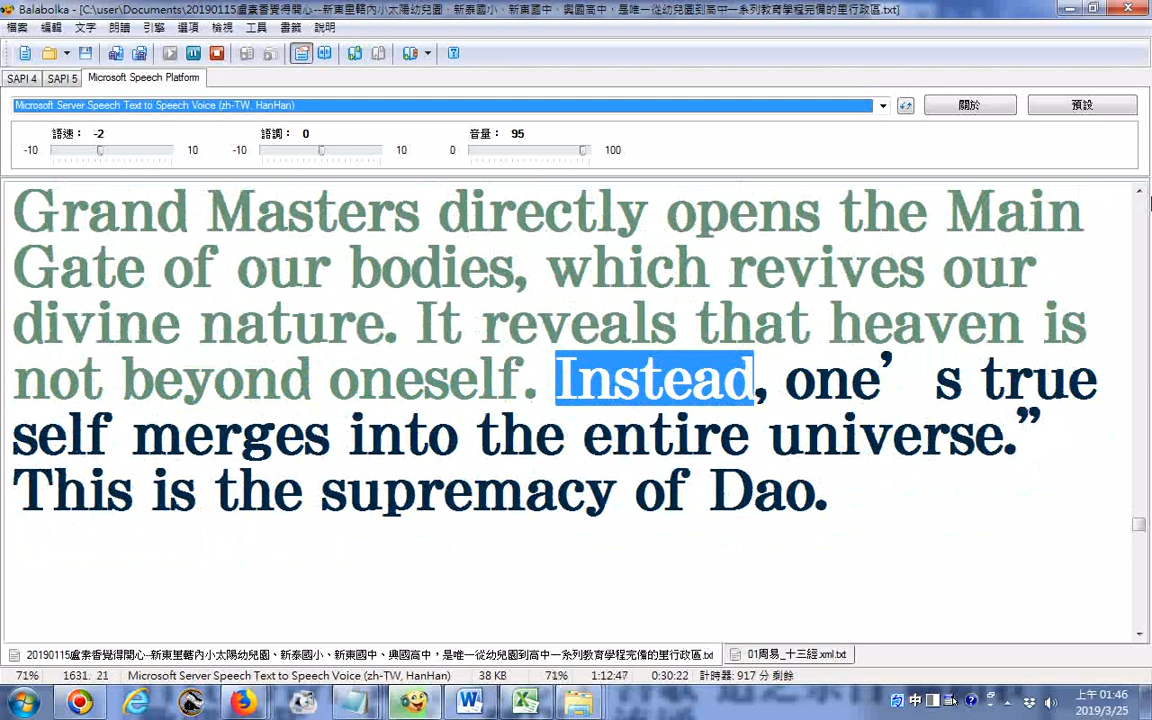 Balabolka - [C:\user\Documents\20190115盧素香覺得開心--新東里轄內小太陽幼兒園、新泰國小、新東國中、興國高中，是唯一從幼兒園到高中一系列教育學程完備的里行政區.txt]
檔案 編輯 文字 朗讀 引擎 選項 檢視 工具 書籤 說明
SAPI 4 SAPI 5 Microsoft Speech Platform
Microsoft Server Speech Text to Speech Voice (zh-TW, HanHan) 關於 預設
語速： -2 語調： 0 音量： 95
-10 10 -10 10 0 100
Grand Masters directly opens the Main
Gate of our bodies, which revives our
divine nature. It reveals that heaven is
not beyond oneself. Instead, one’s true
self merges into the entire universe.”
This is the supremacy of Dao.
20190115盧素香覺得開心--新東里轄內小太陽幼兒園、新泰國小、新東國中、興國高中，是唯一從幼兒園到高中一系列教育學程完備的里行政區.txt 01周易_十三經.xml.txt
71% 1631: 21 Microsoft Server Speech Text to Speech Voice (zh-TW, HanHan) 38 KB 71% 1:12:47 0:30:22 計時器：917 分 剩餘
中 上午 01:46
2019/3/25